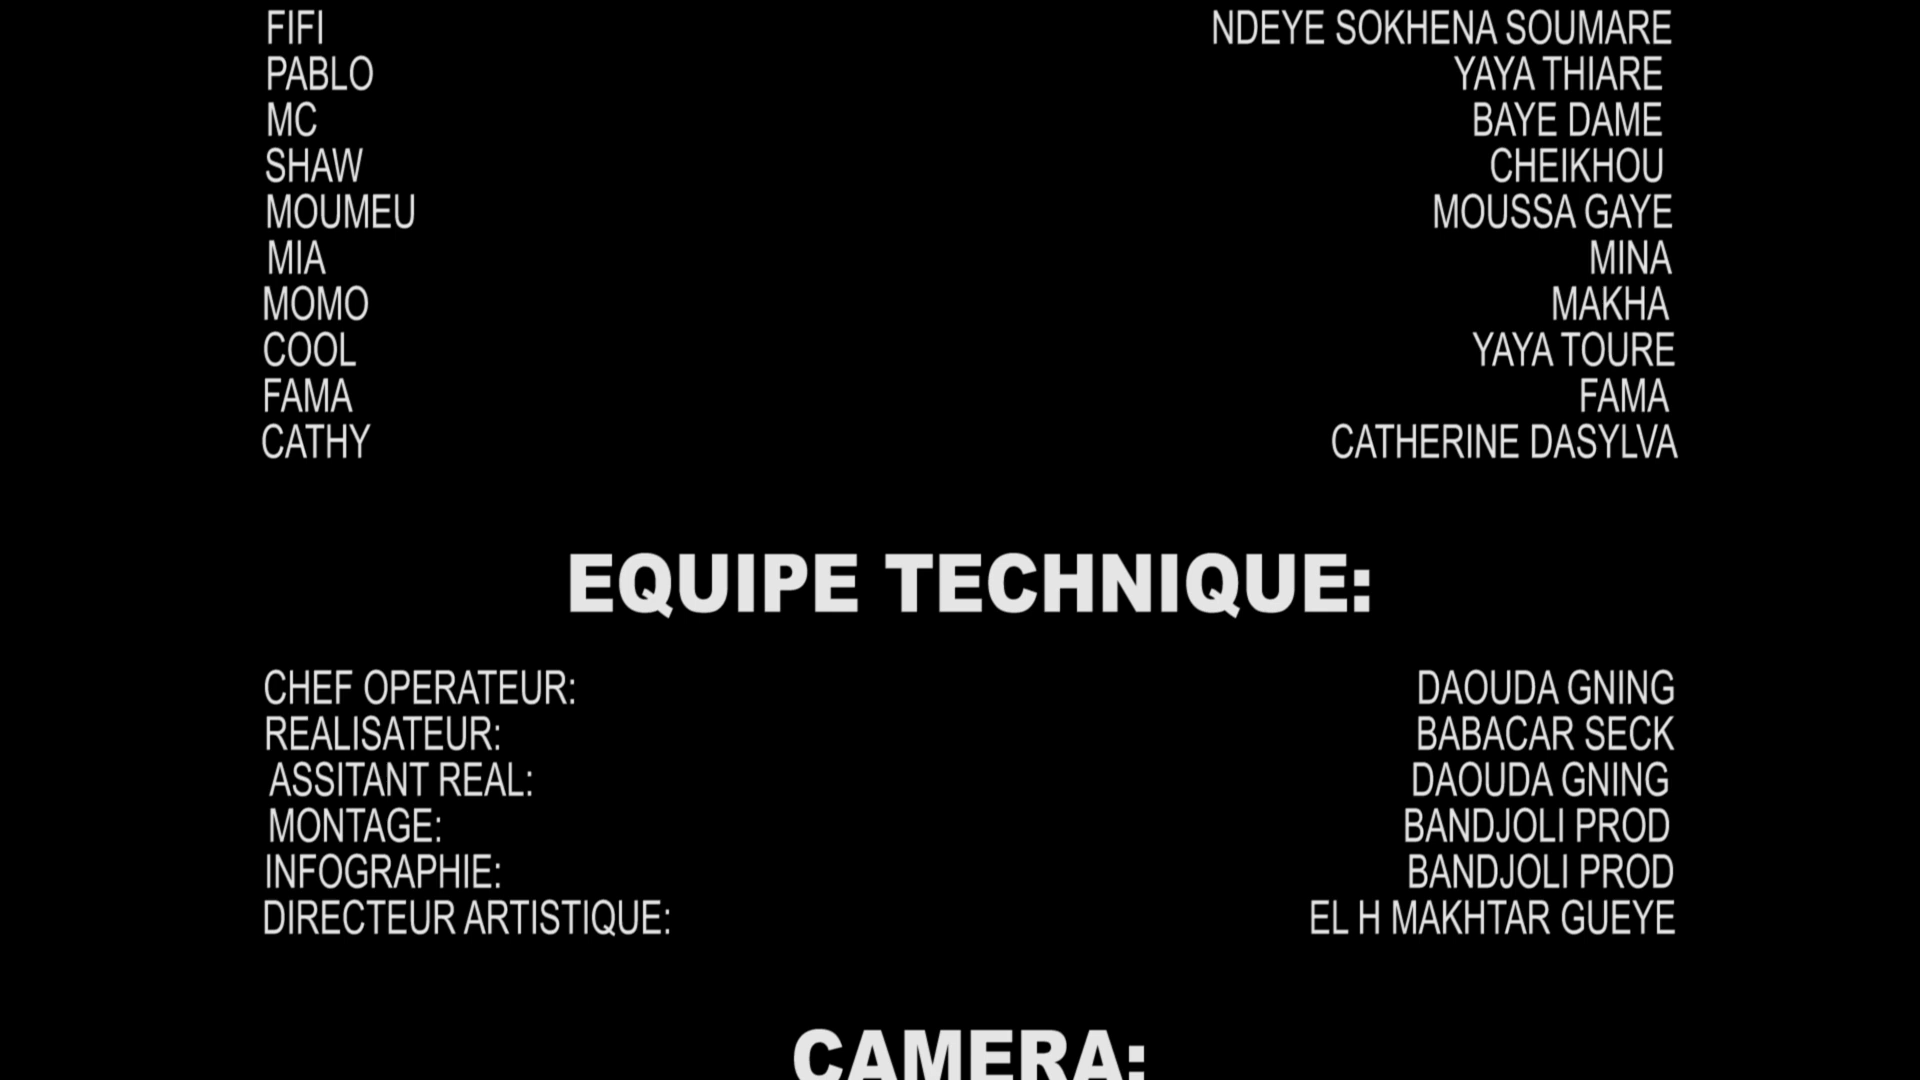 FIFI NDEYE SOKHENA SOUMARE
PABLO YAYA THIARE
MC BAYE DAME
SHAW CHEIKHOU
MOUMEU MOUSSA GAYE
MIA MINA
MOMO MAKHA
COOL YAYA TOURE
FAMA FAMA
CATHY CATHERINE DASYLVA
EQUIPE TECHNIQUE:
CHEF OPERATEUR: DAOUDA GNING
REALISATEUR: BABACAR SECK
ASSITANT REAL: DAOUDA GNING
MONTAGE: BANDJOLI PROD
INFOGRAPHIE: BANDJOLI PROD
DIRECTEUR ARTISTIQUE: EL H MAKHTAR GUEYE
CAMERA: